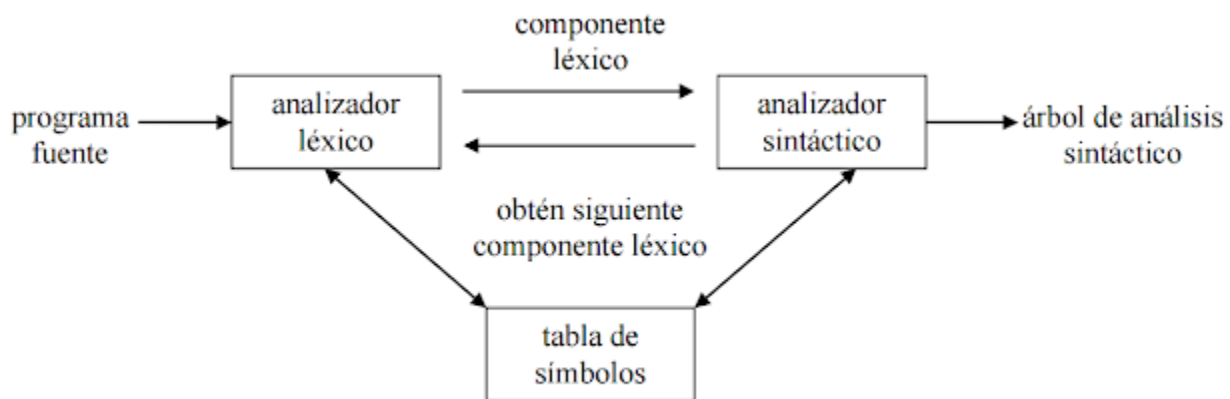 componente
léxico
programa
fuente
analizador
léxico
analizador
sintáctico
árbol de análisis
sintáctico
obtén siguiente
componente léxico
tabla de
símbolos